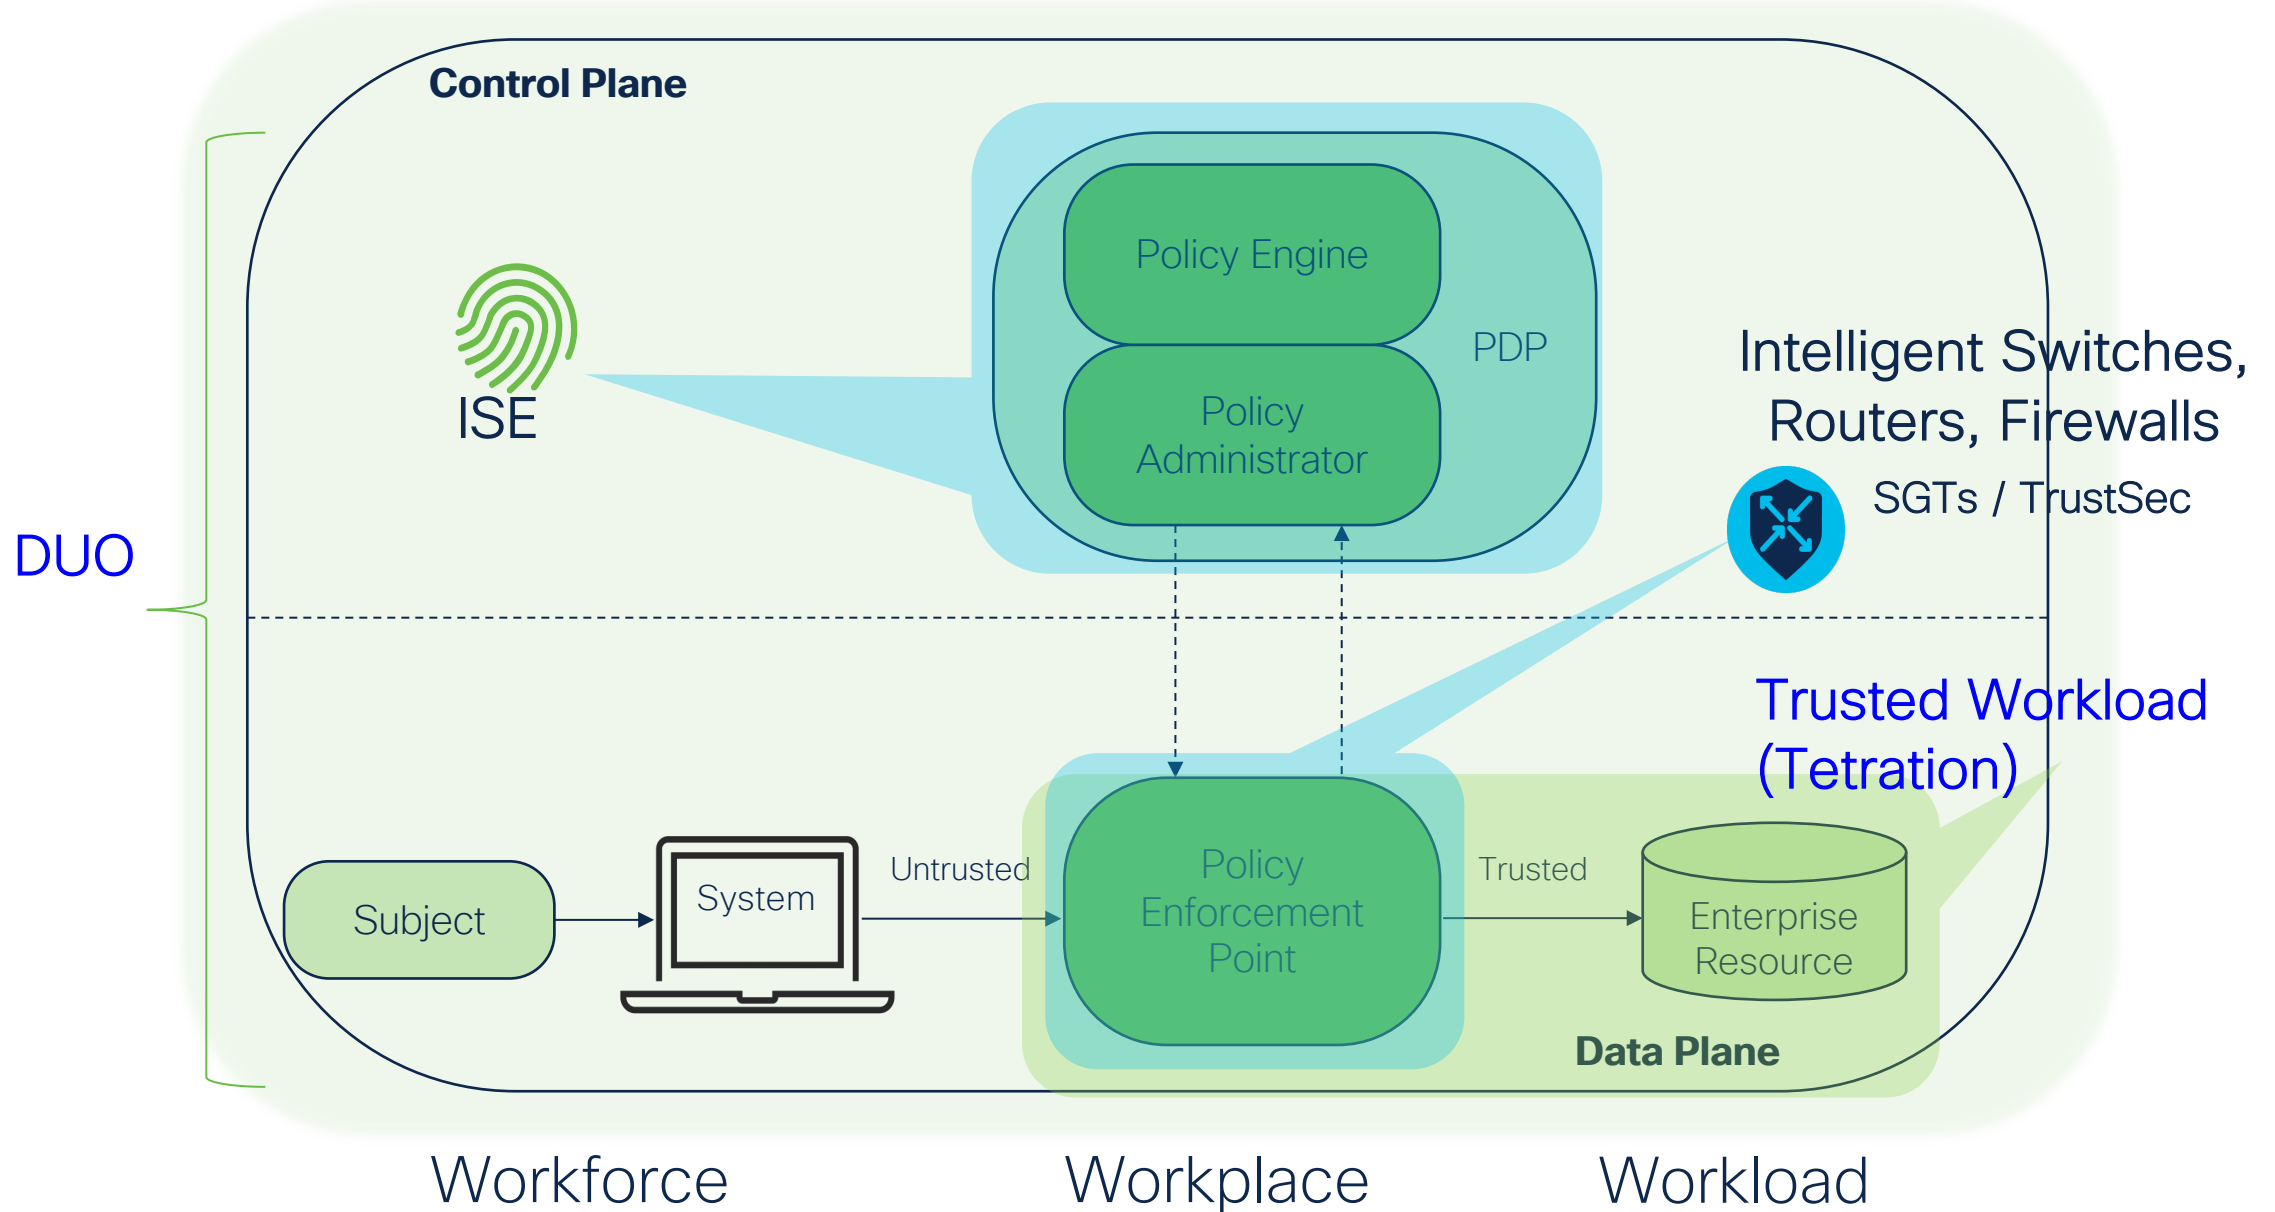 Control Plane
Policy Engine
PDP
Policy
Administrator
ISE
Intelligent Switches,
Routers, Firewalls
SGTs / TrustSec
DUO
Trusted Workload
(Tetration)
Subject
System
Untrusted
Policy
Enforcement
Point
Trusted
Enterprise
Resource
Data Plane
Workforce
Workplace
Workload